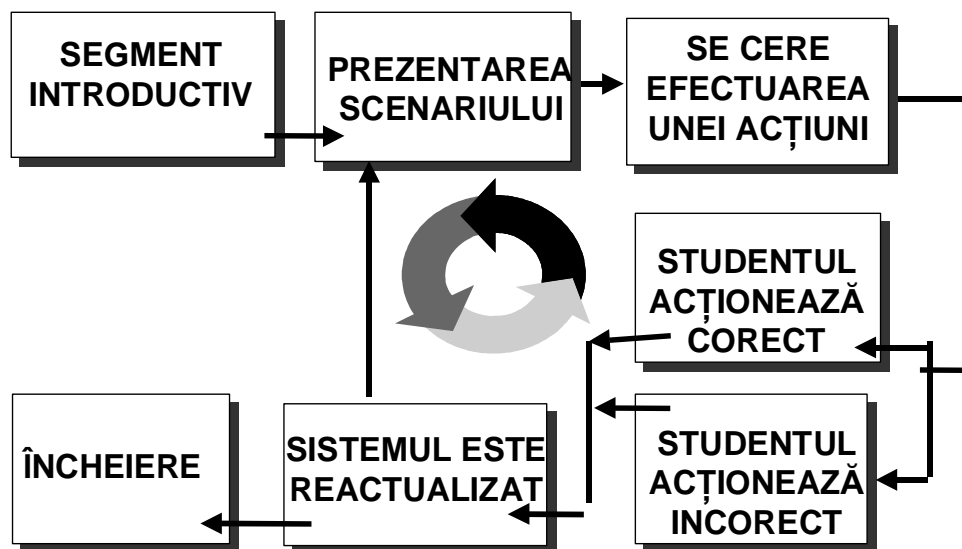 SEGMENT
INTRODUCTIV
PREZENTAREA
SCENARIULUI
SE CERE
EFECTUAREA
UNEI ACȚIUNI
STUDENTUL
ACȚIONEAZĂ
CORECT
STUDENTUL
ACȚIONEAZĂ
INCORECT
SISTEMUL ESTE
REACTUALIZAT
ÎNCHEIERE